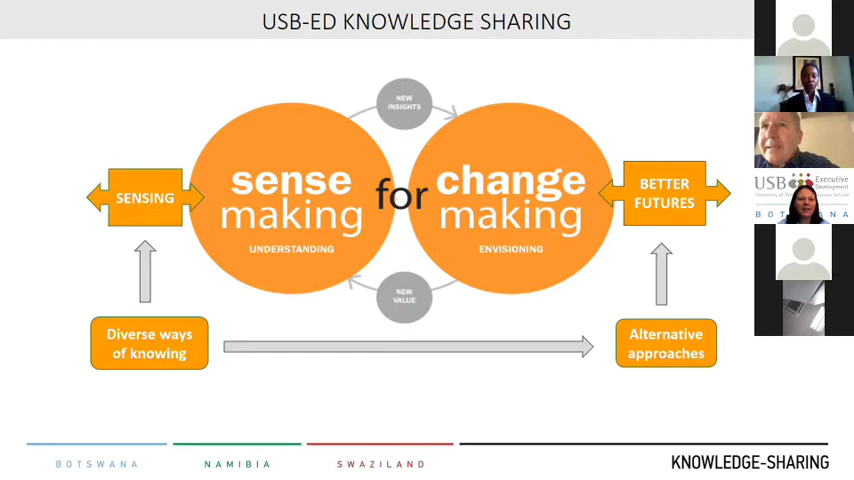 USB-ED KNOWLEDGE SHARING
NEW
INSIGHTS
SENSING
sense
making
UNDERSTANDING
for
change
making
ENVISIONING
BETTER
FUTURES
NEW
VALUE
Diverse ways
of knowing
Alternative
approaches
BOTSWANA
NAMIBIA
SWAZILAND
KNOWLEDGE-SHARING
USB
Executive
Development